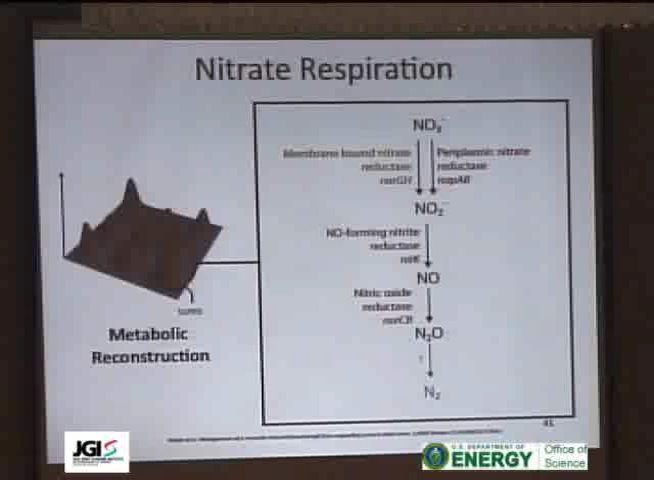 Nitrate Respiration
NO₃⁻
Membrane bound nitrate
reductase
narGH
Periplasmic nitrate
reductase
napAB
NO₂⁻
NO-forming nitrite
reductase
nirK
NO
Nitric oxide
reductase
norCB
N₂O
?
N₂
Metabolic
Reconstruction
41
JGI
U.S. DEPARTMENT OF
ENERGY
Office of
Science